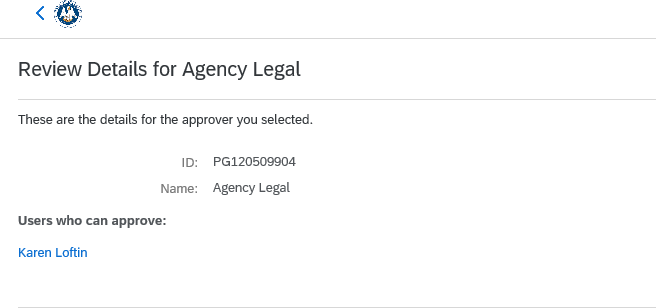 Review Details for Agency Legal
These are the details for the approver you selected.
ID: PG120509904
Name: Agency Legal
Users who can approve:
Karen Loftin